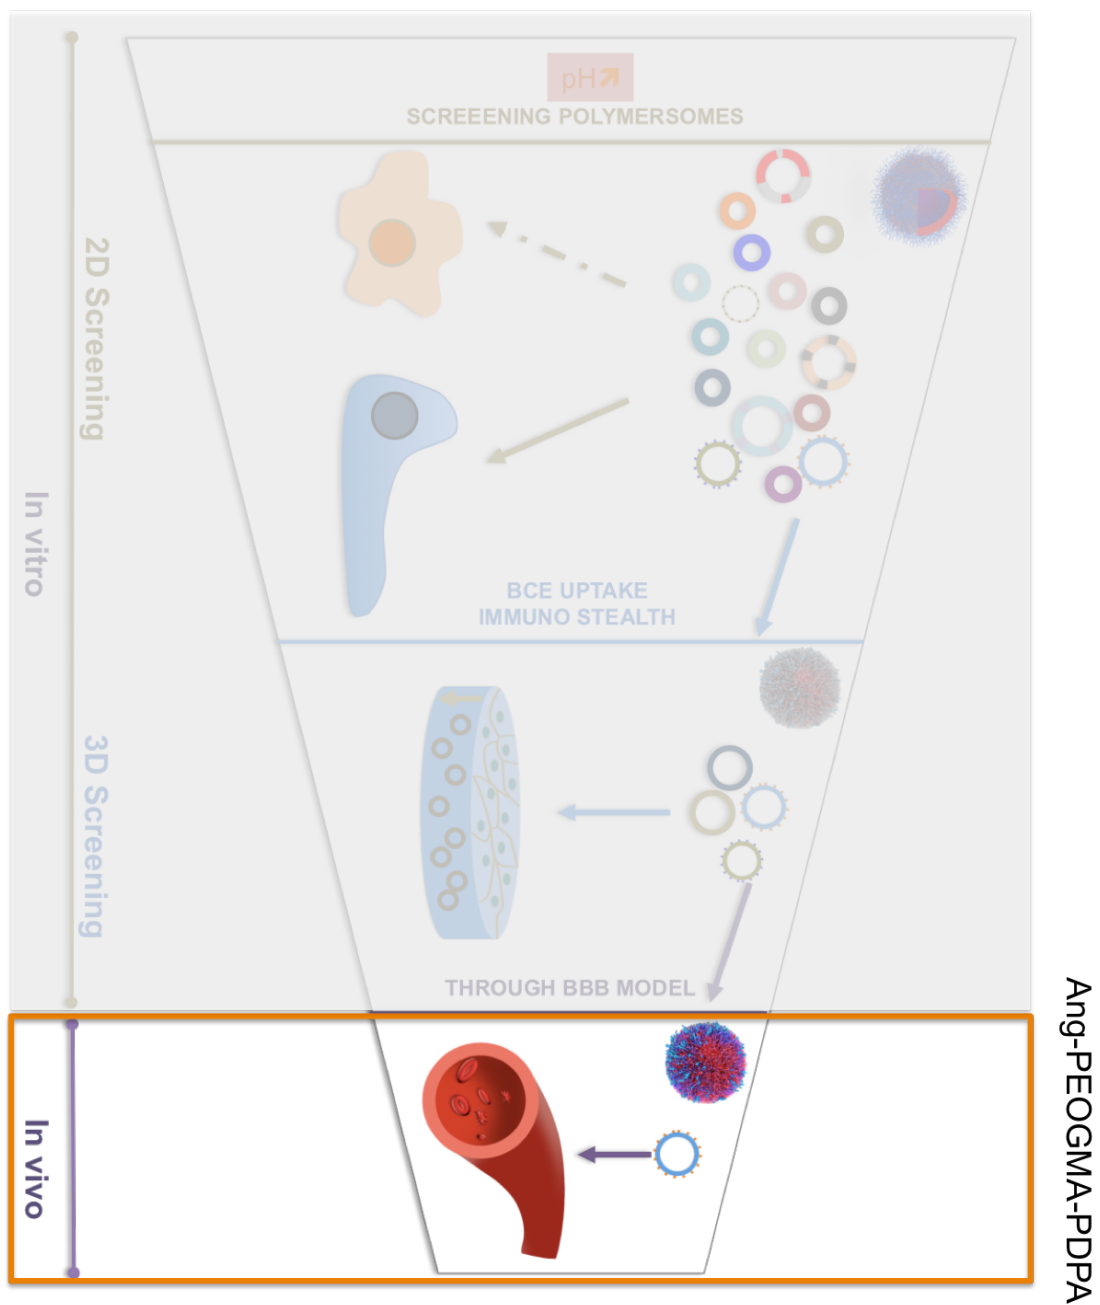 pH
SCREEENING POLYMERSOMES
2D Screening
In vitro
BCE UPTAKE
IMMUNO STEALTH
3D Screening
THROUGH BBB MODEL
In vivo
Ang-PEOGMA-PDPA